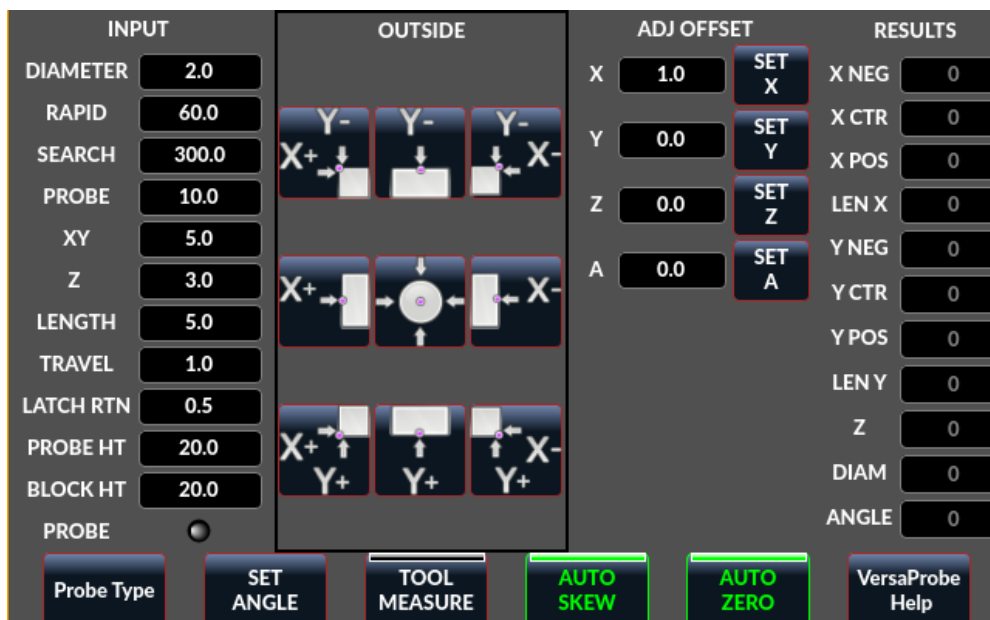 INPUT
DIAMETER 2.0
RAPID 60.0
SEARCH 300.0
PROBE 10.0
XY 5.0
Z 3.0
LENGTH 5.0
TRAVEL 1.0
LATCH RTN 0.5
PROBE HT 20.0
BLOCK HT 20.0
PROBE
OUTSIDE
Y- Y- Y-
X+ X-
X+ X-
X+ X-
Y+ Y+ Y+
ADJ OFFSET
X 1.0 SET X
Y 0.0 SET Y
Z 0.0 SET Z
A 0.0 SET A
RESULTS
X NEG 0
X CTR 0
X POS 0
LEN X 0
Y NEG 0
Y CTR 0
Y POS 0
LEN Y 0
Z 0
DIAM 0
ANGLE 0
Probe Type
SET
ANGLE
TOOL
MEASURE
AUTO
SKEW
AUTO
ZERO
VersaProbe
Help